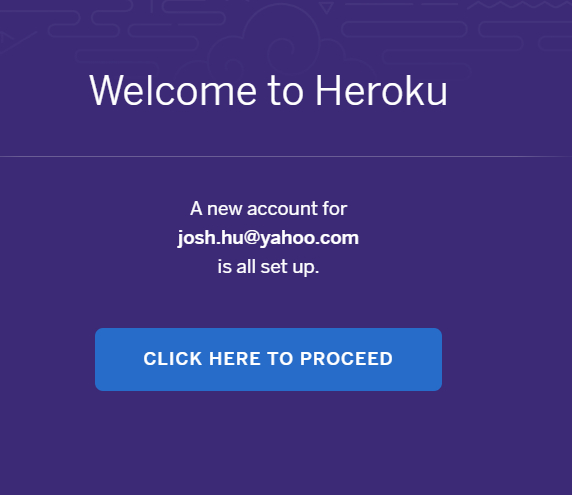 Welcome to Heroku
A new account for
josh.hu@yahoo.com
is all set up.
CLICK HERE TO PROCEED